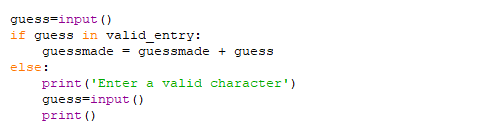 guess=input()
if guess in valid_entry:
    guessmade = guessmade + guess
else:
    print('Enter a valid character')
    guess=input()
    print()